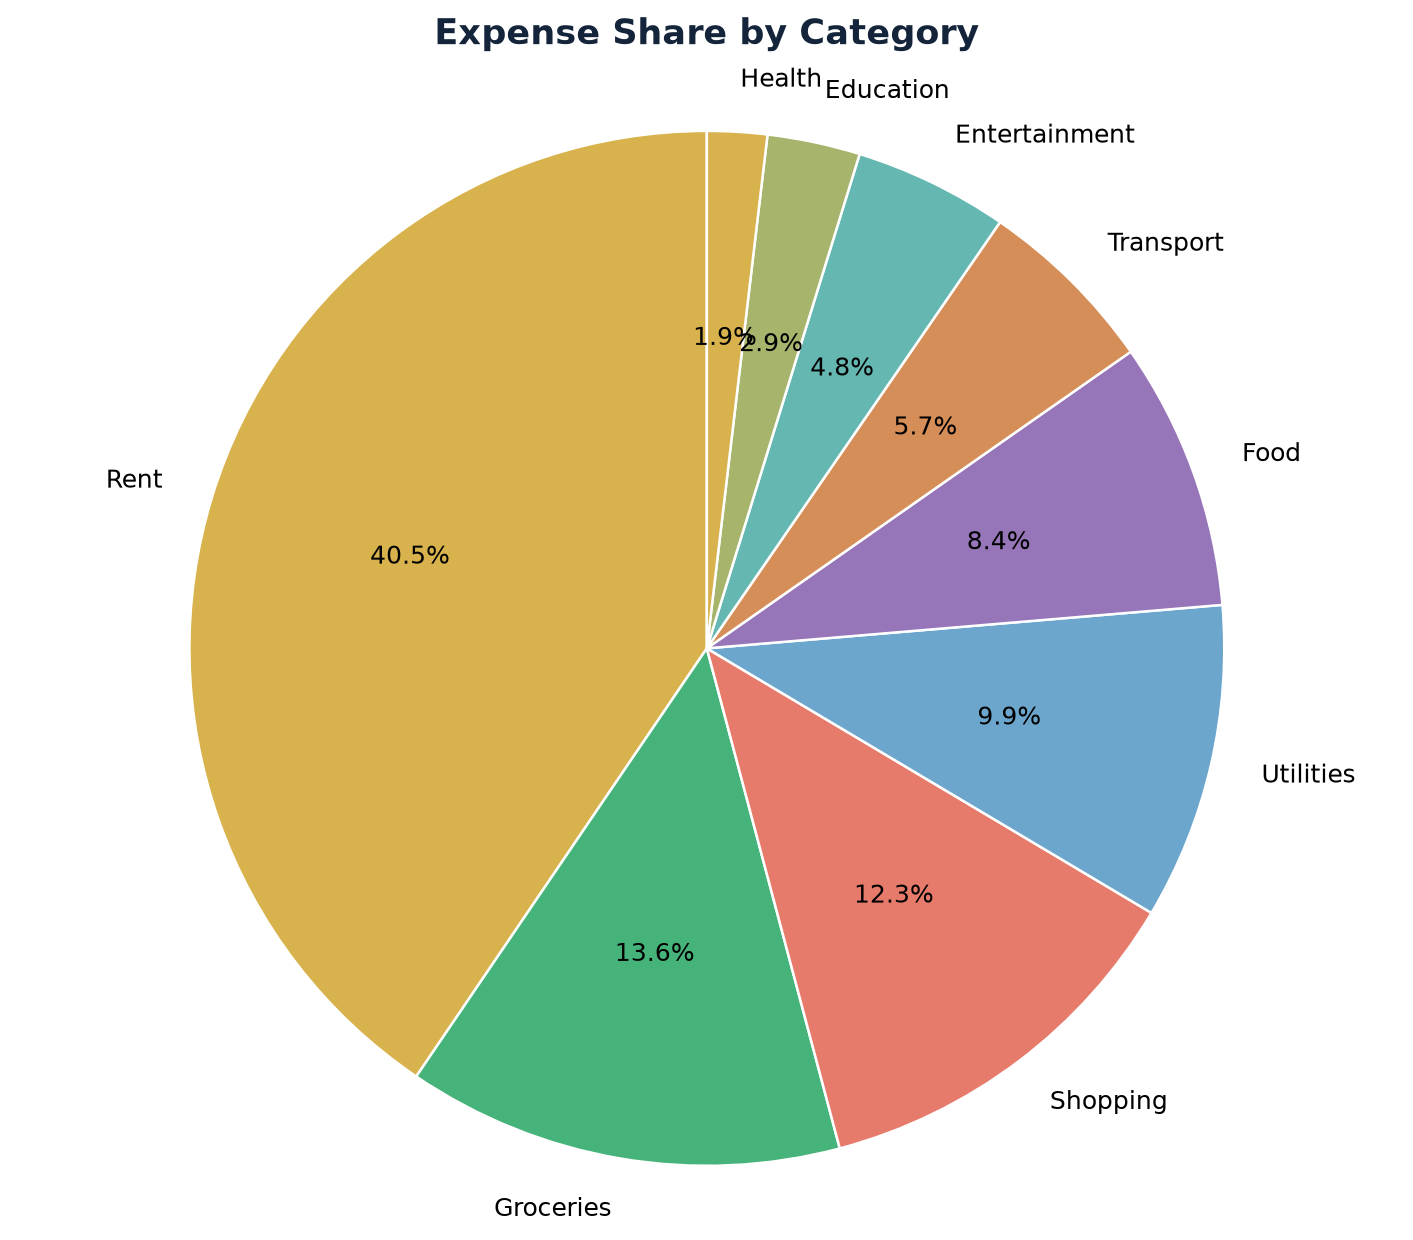 Expense Share by Category
Health
Education
Entertainment
Transport
Food
Utilities
Shopping
Groceries
Rent
1.9%
2.9%
4.8%
5.7%
8.4%
9.9%
12.3%
13.6%
40.5%